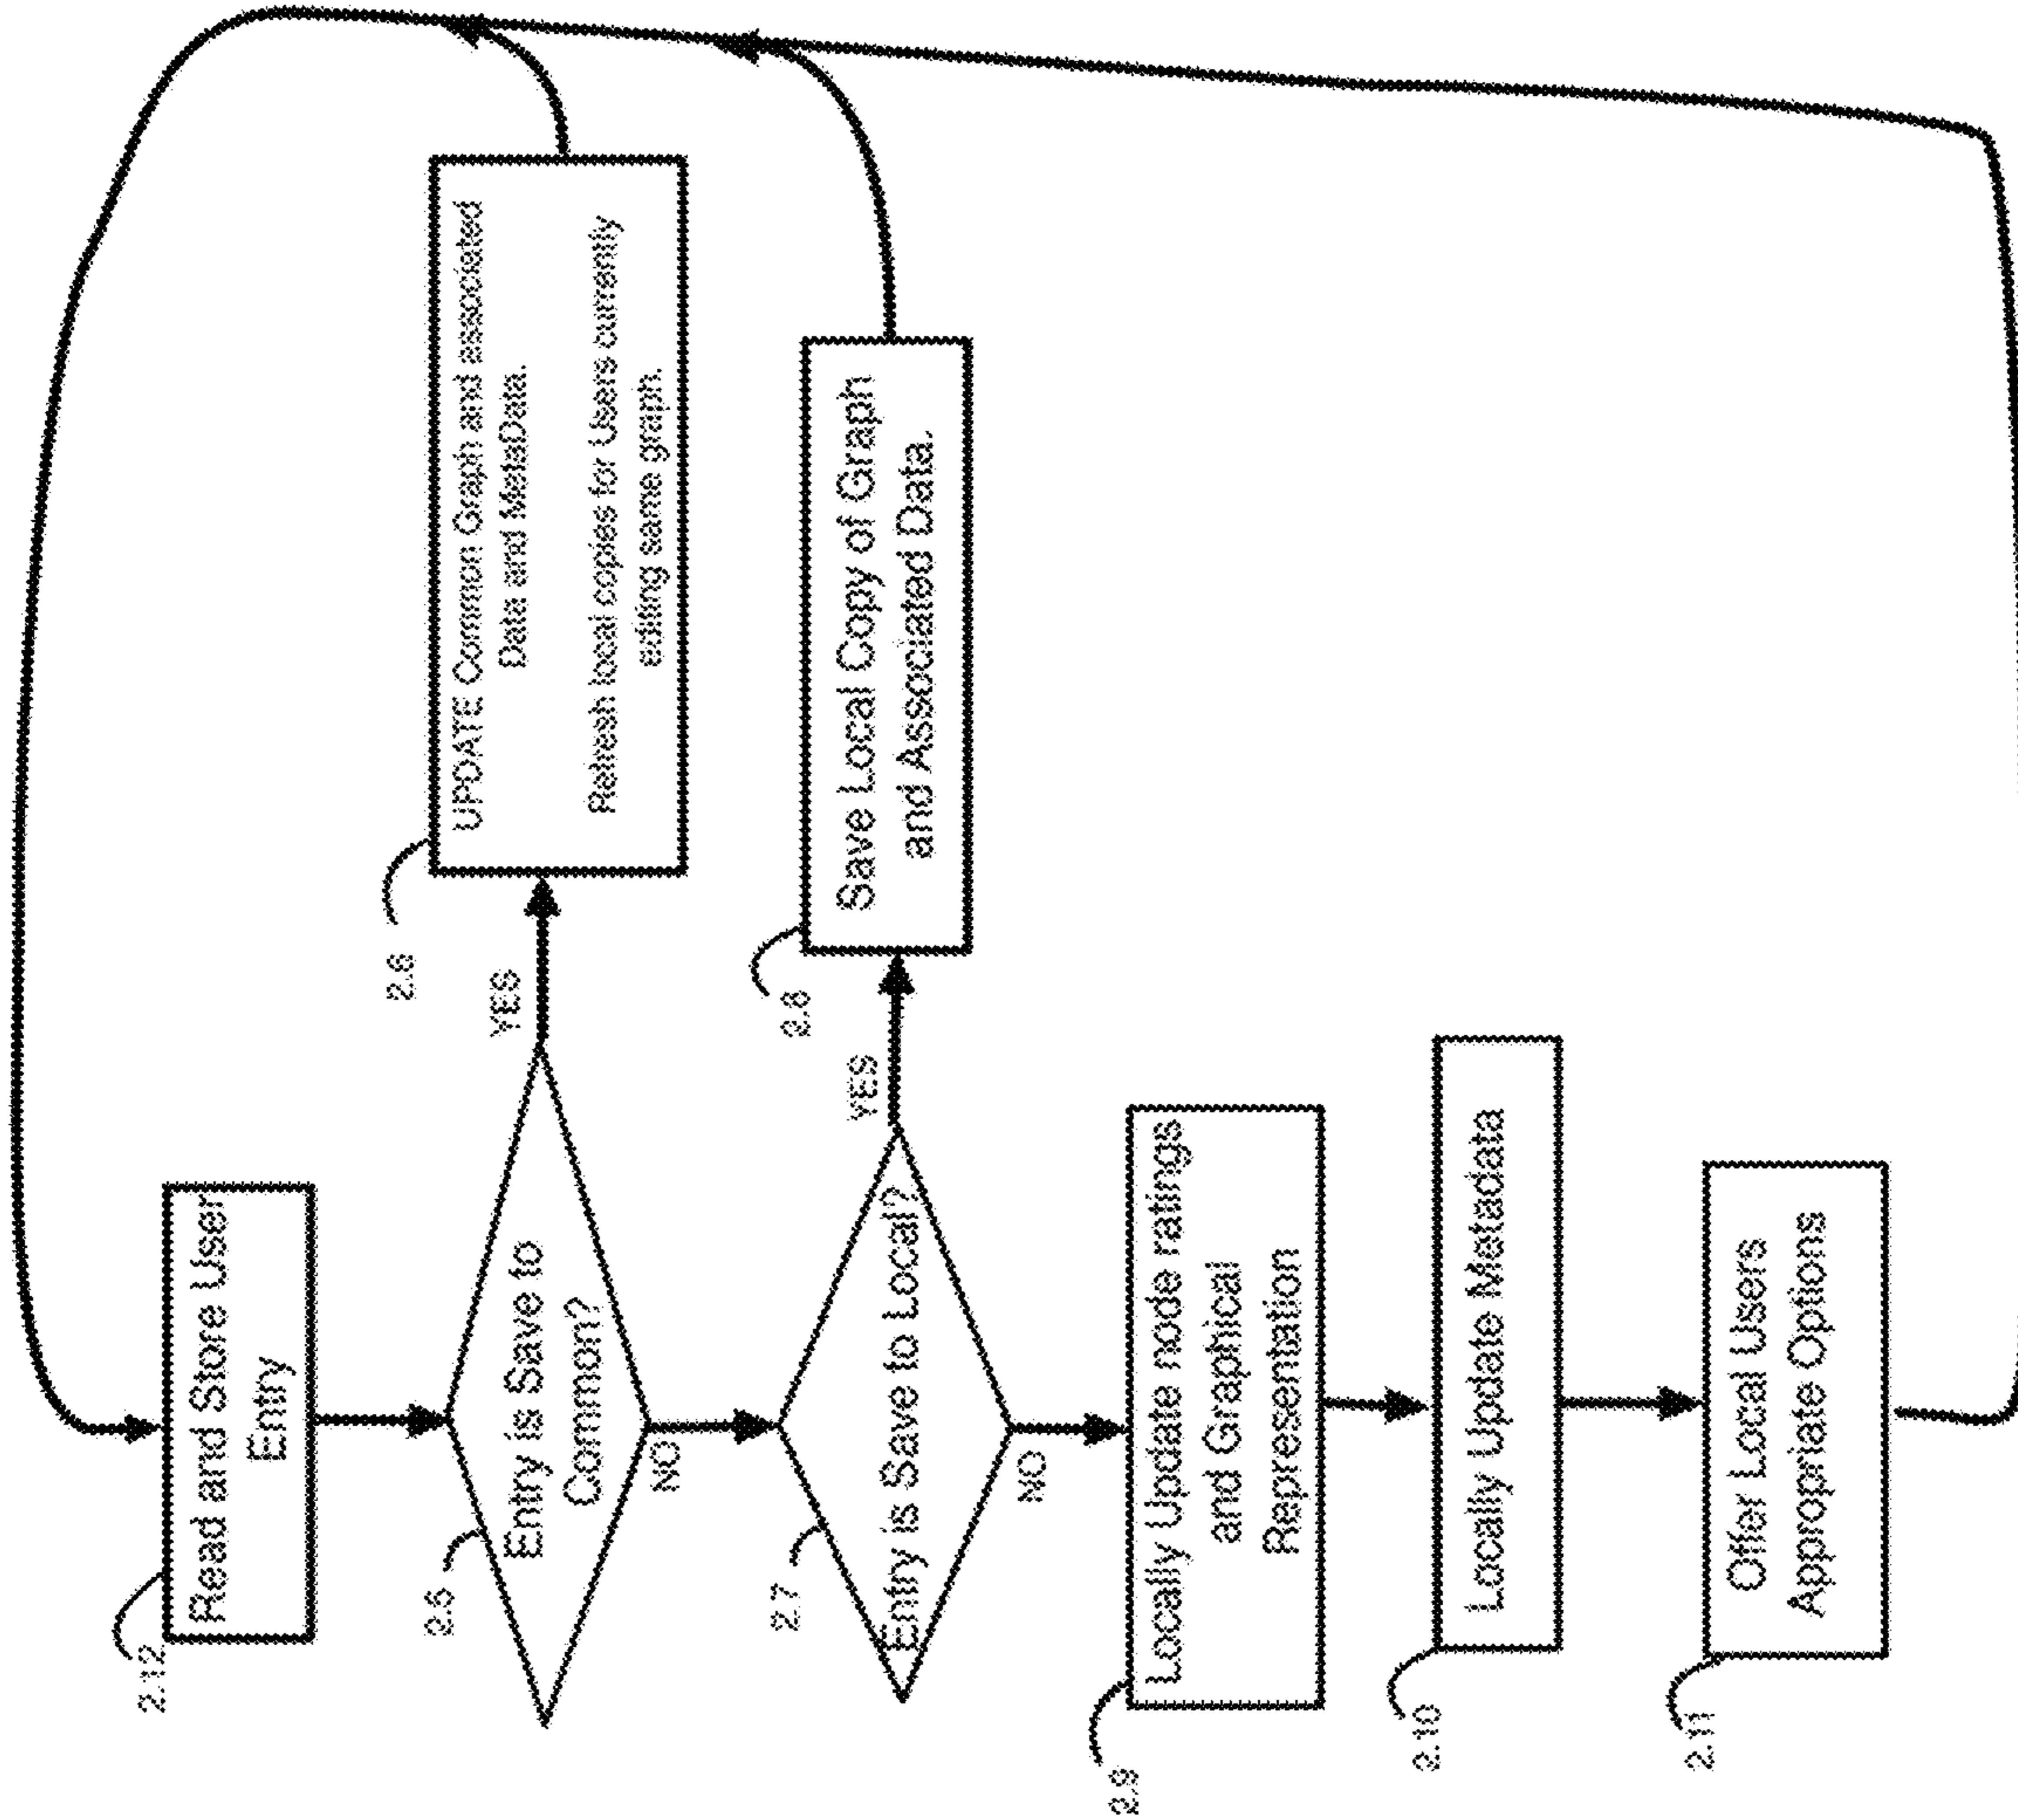 2.12
Read and Store User
Entry
2.5
Entry is Save to
Common?
YES
NO
2.6
UPDATE Common Graph and associated
Data and MetaData.
Refresh local copies for Users currently
editing same graph.
2.7
Entry is Save to Local?
YES
NO
2.8
Save Local Copy of Graph
and Associated Data.
2.9
Locally Update node ratings
and Graphical
Representation
2.10
Locally Update Metadata
2.11
Offer Local Users
Appropriate Options